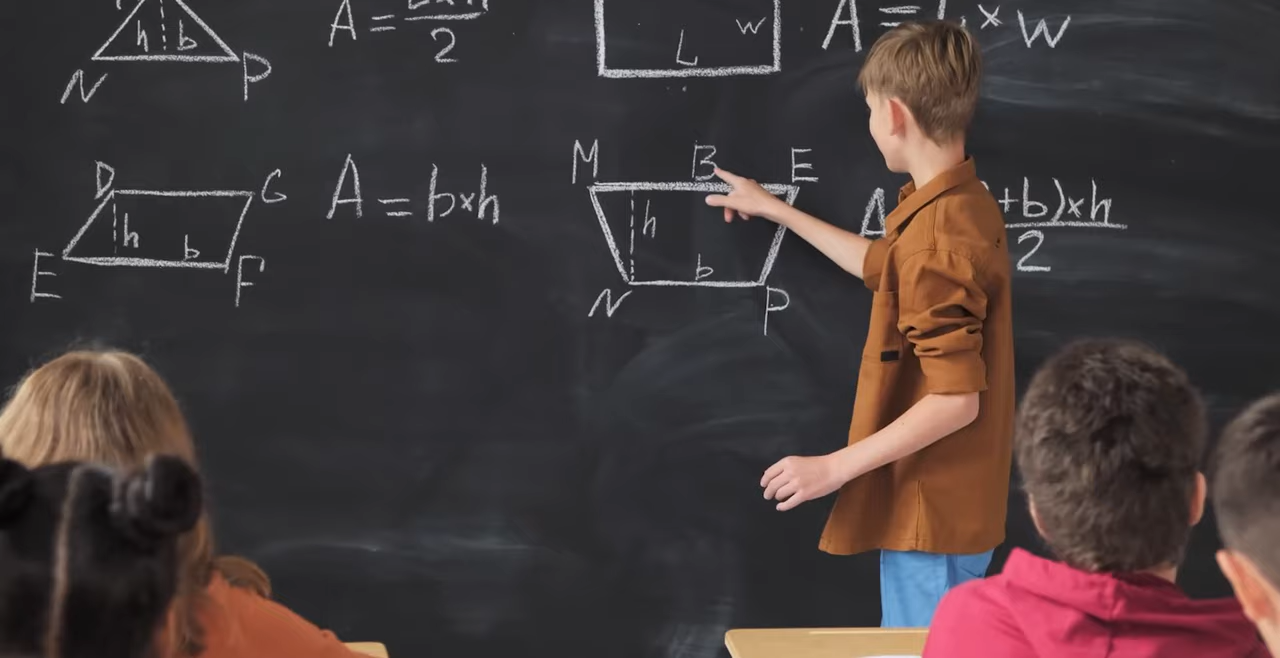 h b
N P
A = b×h
2
L w
A = L × W
D G
h b
E F
A = b×h
M B E
h
b
N P
+b)×h
2